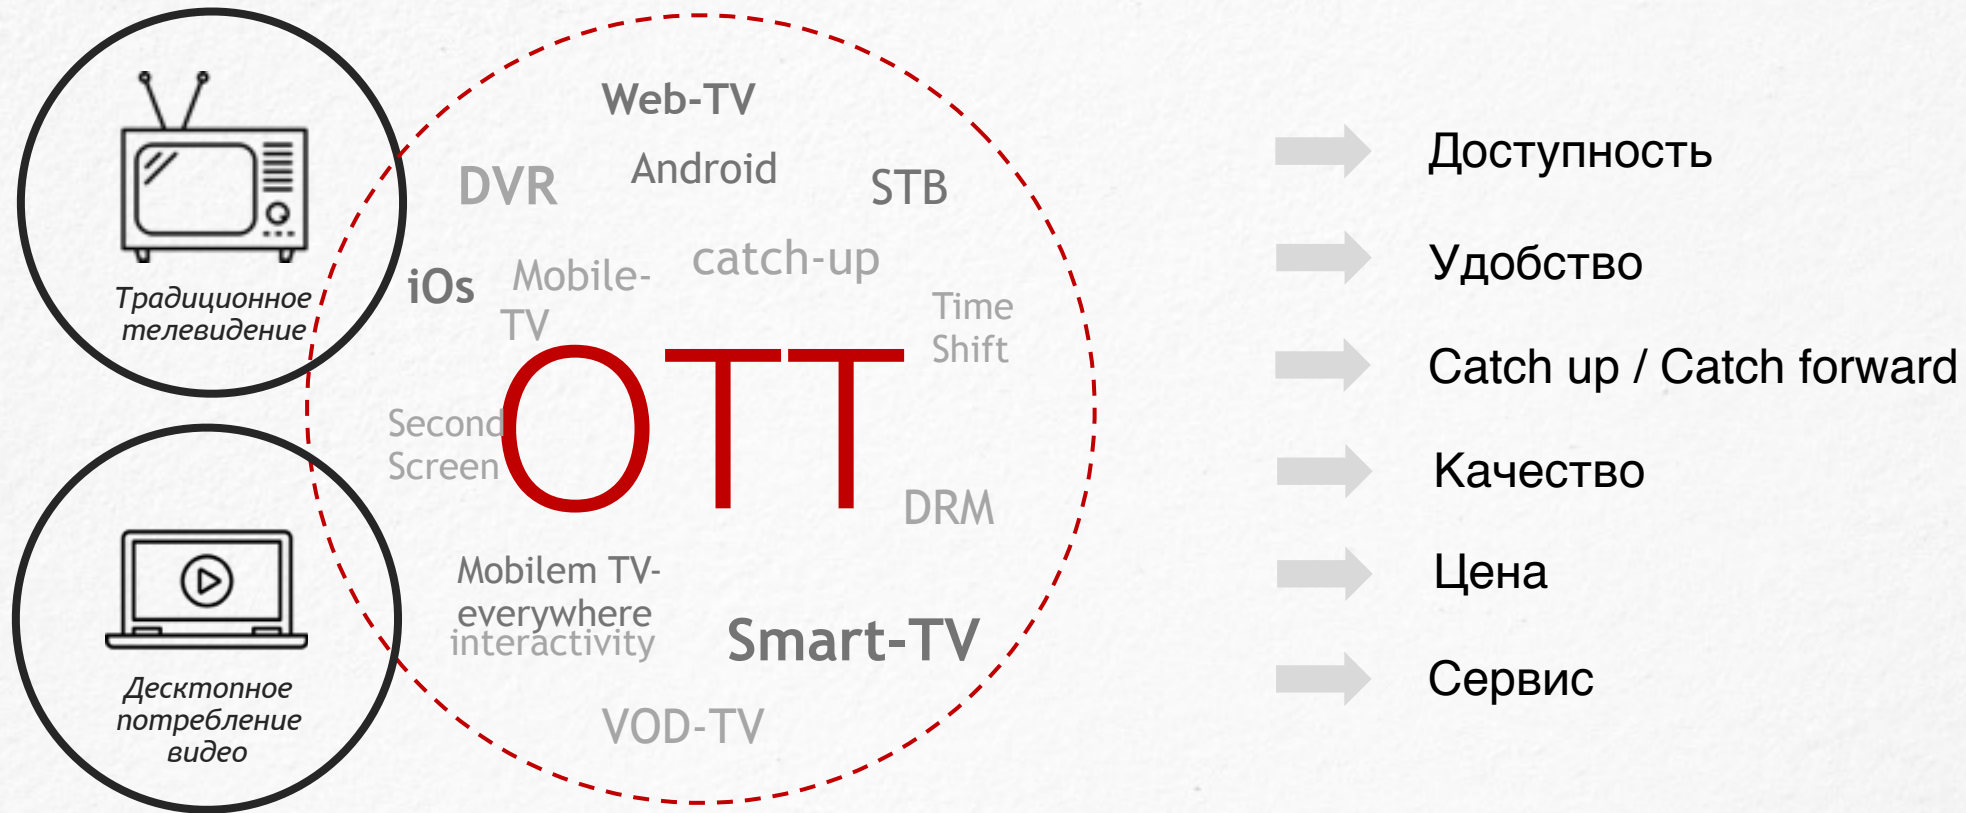 Традиционное
телевидение
Десктопное
потребление
видео
Web-TV
DVR
Android
STB
iOs
Mobile-
TV
catch-up
Time
Shift
OTT
Second
Screen
DRM
Mobilem TV-
everywhere
interactivity
Smart-TV
VOD-TV
Доступность
Удобство
Catch up / Catch forward
Качество
Цена
Сервис